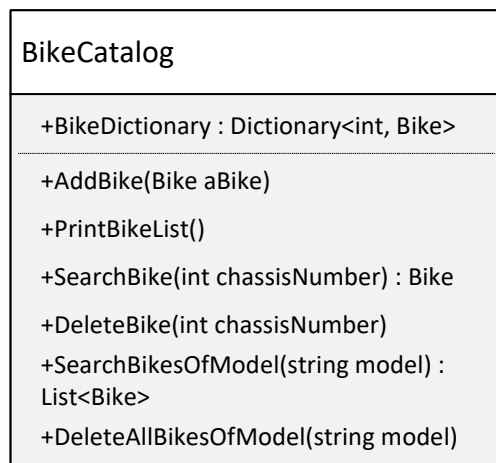 BikeCatalog
+BikeDictionary : Dictionary<int, Bike>
+AddBike(Bike aBike)
+PrintBikeList()
+SearchBike(int chassisNumber) : Bike
+DeleteBike(int chassisNumber)
+SearchBikesOfModel(string model) :
List<Bike>
+DeleteAllBikesOfModel(string model)